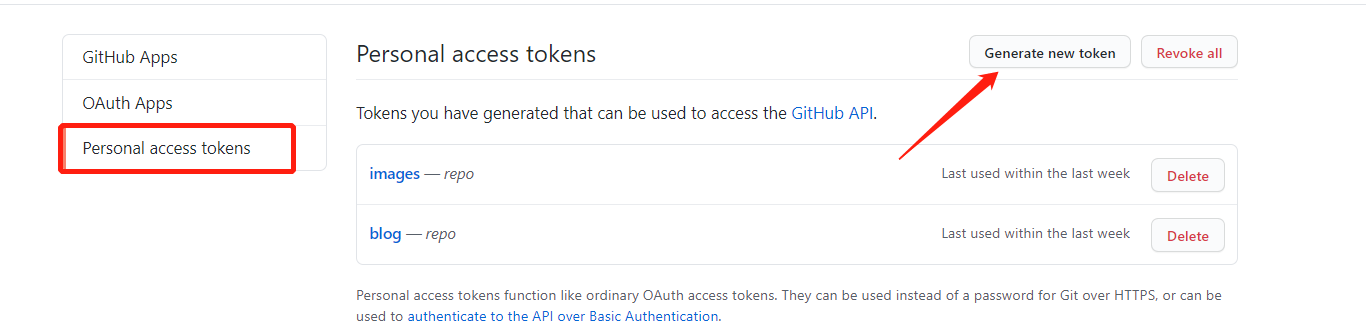 GitHub Apps
OAuth Apps
Personal access tokens
Personal access tokens
Generate new token
Revoke all
Tokens you have generated that can be used to access the GitHub API.
images — repo
Last used within the last week
Delete
blog — repo
Last used within the last week
Delete
Personal access tokens function like ordinary OAuth access tokens. They can be used instead of a password for Git over HTTPS, or can be
used to authenticate to the API over Basic Authentication.